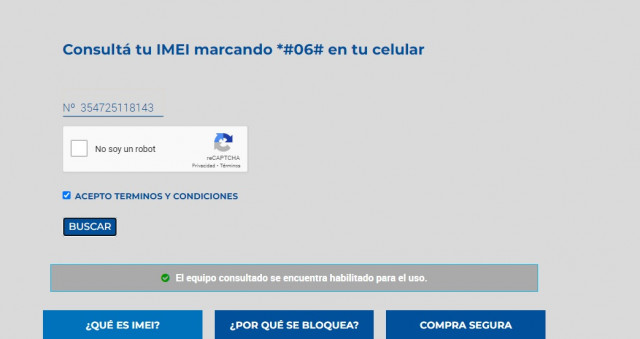 Consultá tu IMEI marcando *#06# en tu celular
Nº 354725118143
No soy un robot
reCAPTCHA
Privacidad - Términos
ACEPTO TERMINOS Y CONDICIONES
BUSCAR
El equipo consultado se encuentra habilitado para el uso.
¿QUÉ ES IMEI?
¿POR QUÉ SE BLOQUEA?
COMPRA SEGURA